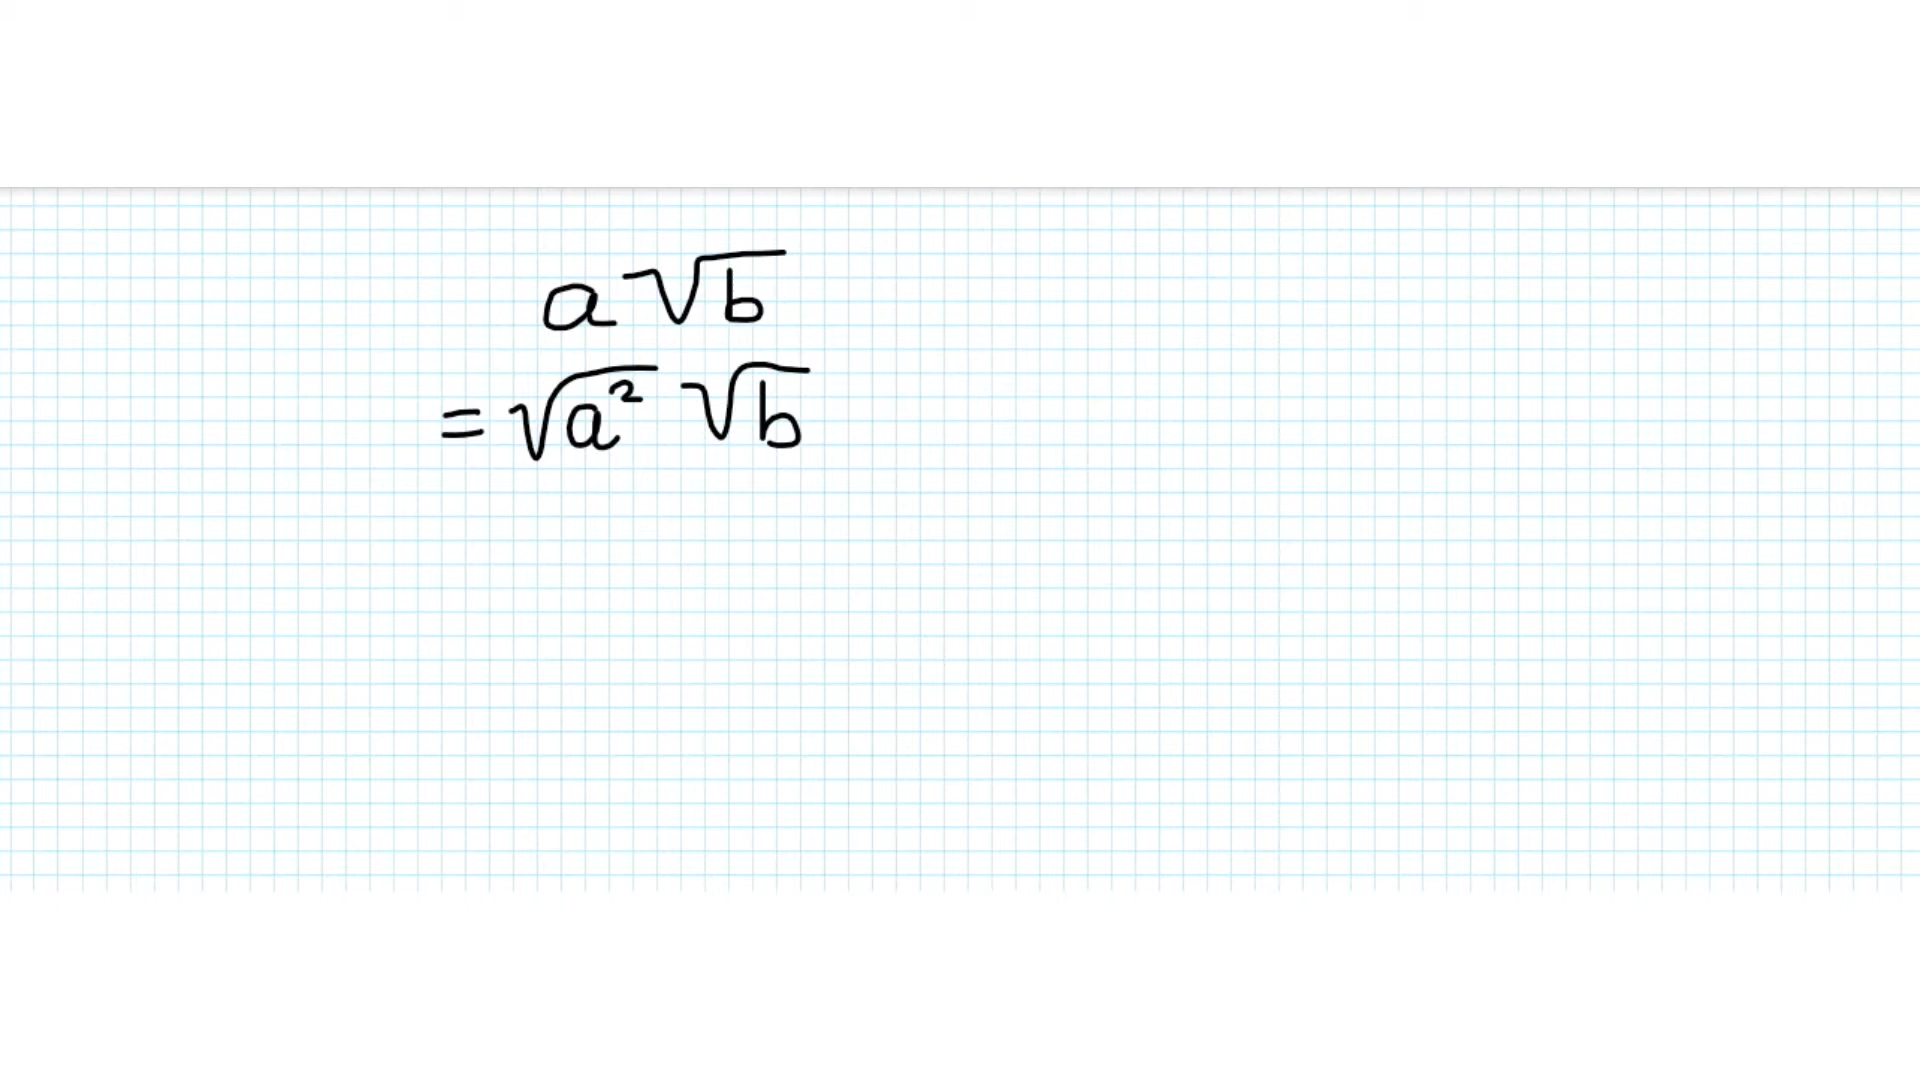 a√b
= √a² √b